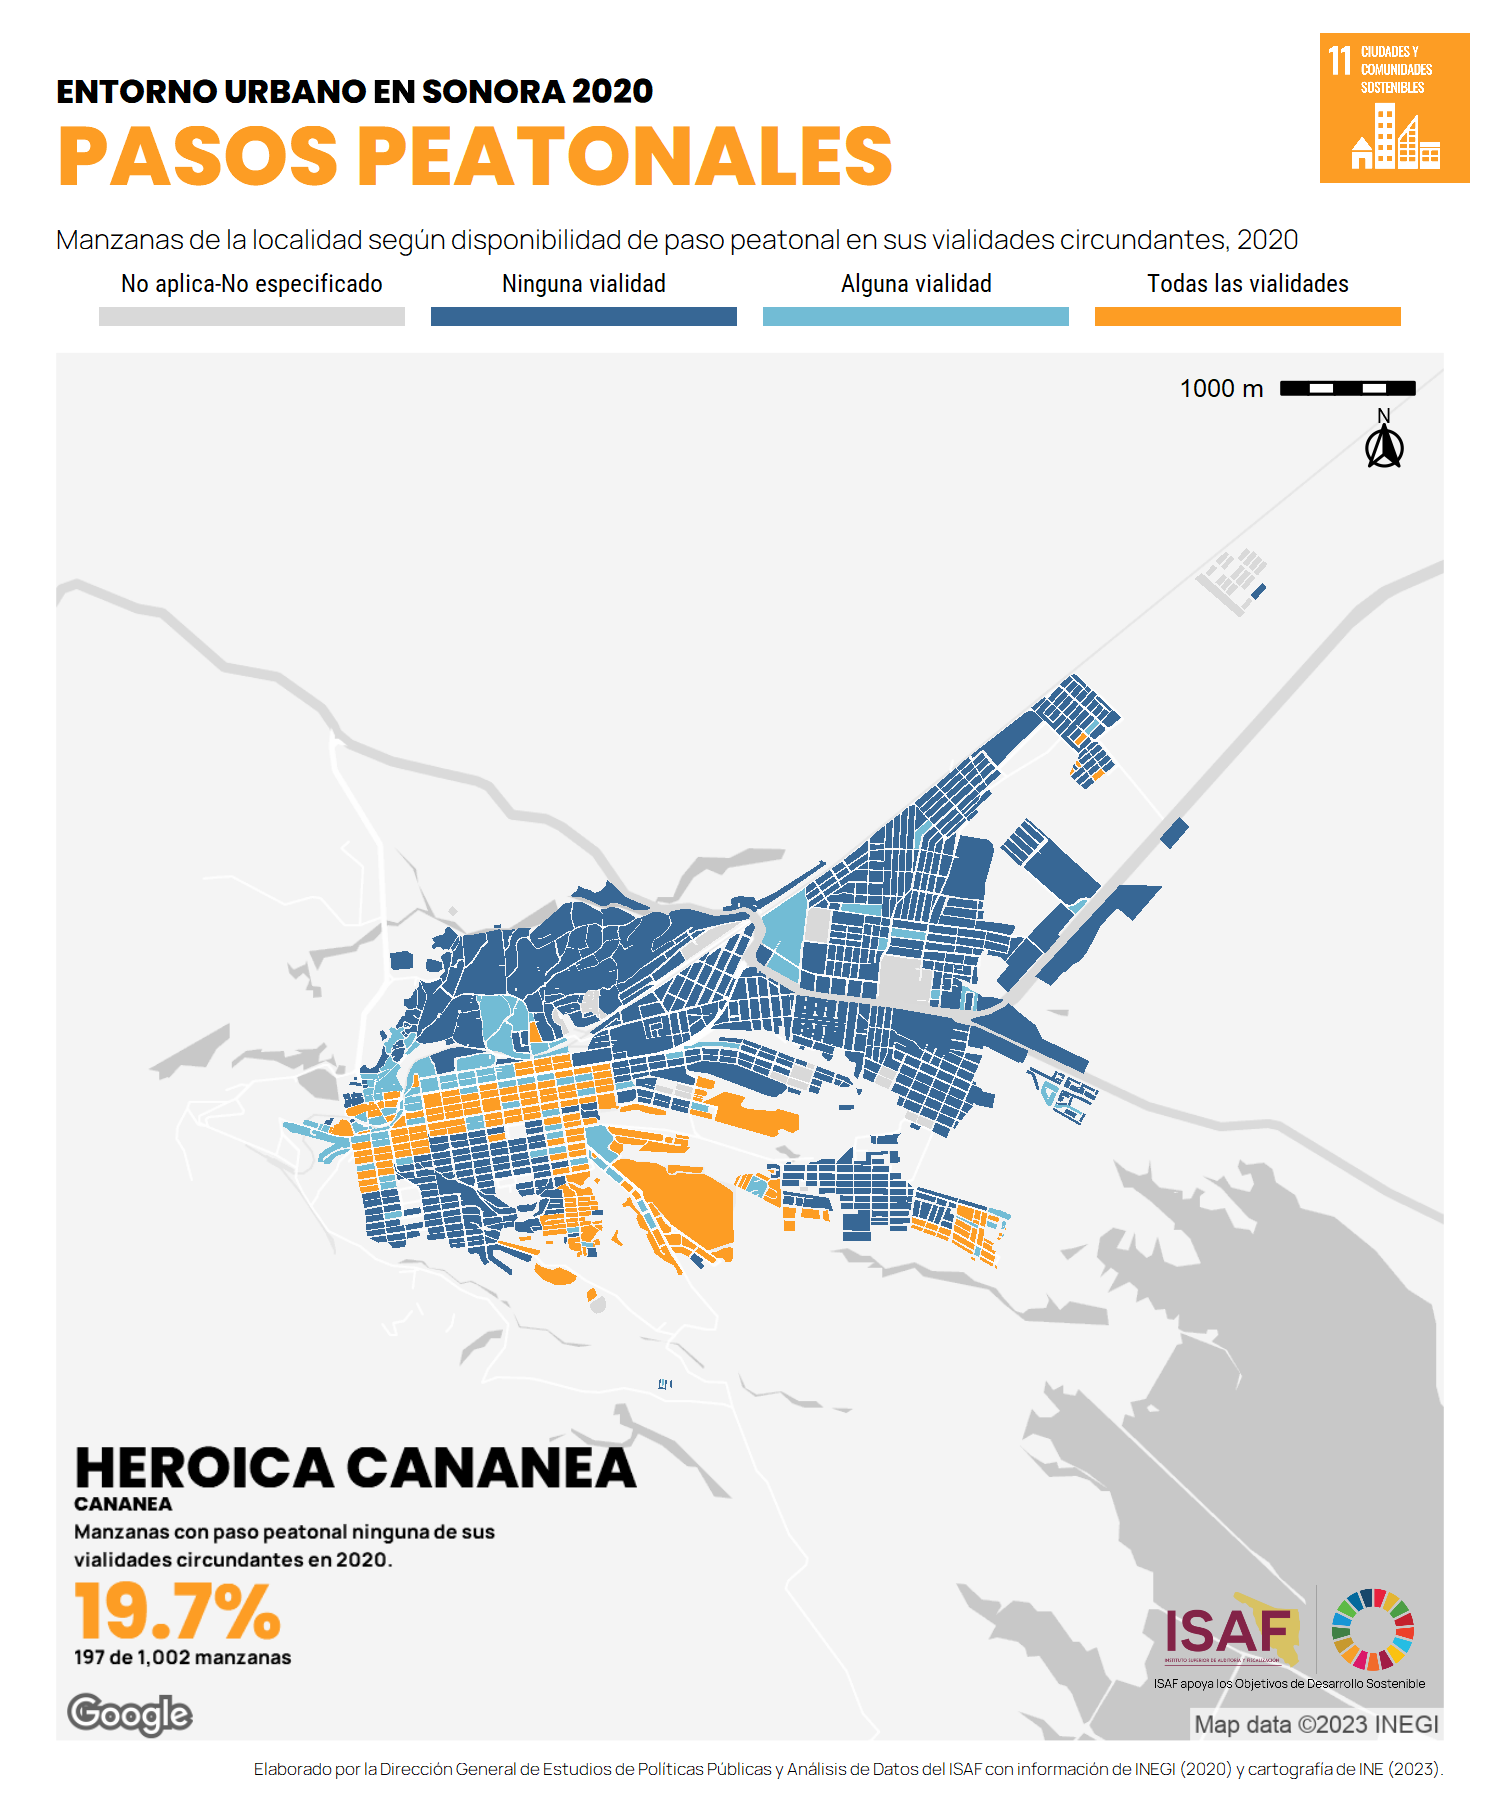 ENTORNO URBANO EN SONORA 2020
PASOS PEATONALES
11 CIUDADES Y
COMUNIDADES
SOSTENIBLES
Manzanas de la localidad según disponibilidad de paso peatonal en sus vialidades circundantes, 2020
No aplica-No especificado Ninguna vialidad Alguna vialidad Todas las vialidades
1000 m
N
HEROICA CANANEA
CANANEA
Manzanas con paso peatonal ninguna de sus
vialidades circundantes en 2020.
19.7%
197 de 1,002 manzanas
ISAF
INSTITUTO SUPERIOR DE AUDITORÍA Y FISCALIZACIÓN
ISAF apoya los Objetivos de Desarrollo Sostenible
Google
Map data ©2023 INEGI
Elaborado por la Dirección General de Estudios de Políticas Públicas y Análisis de Datos del ISAF con información de INEGI (2020) y cartografía de INE (2023).